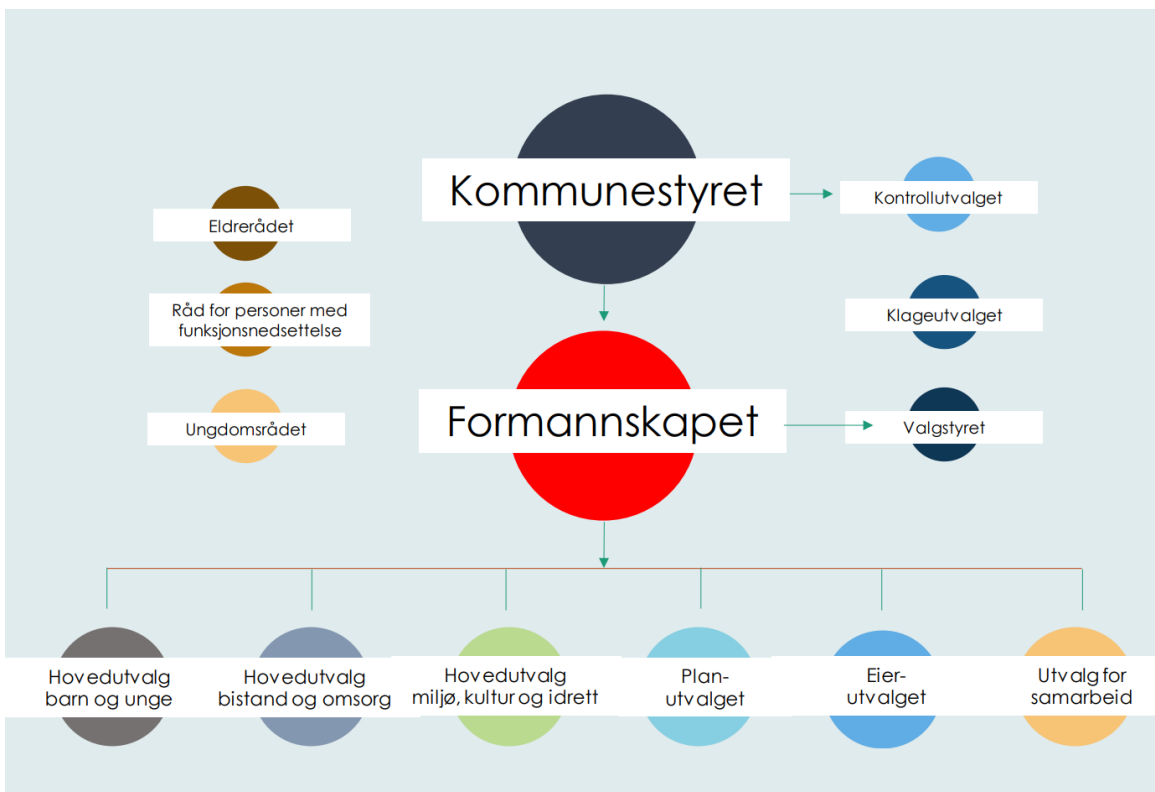 Kommunestyret
Kontrollutvalget
Eldrerådet
Råd for personer med
funksjonsnedsettelse
Klageutvalget
Ungdomsrådet
Formannskapet
Valgstyret
Hovedutvalg
barn og unge
Hovedutvalg
bistand og omsorg
Hovedutvalg
miljø, kultur og idrett
Plan-
utvalget
Eier-
utvalget
Utvalg for
samarbeid